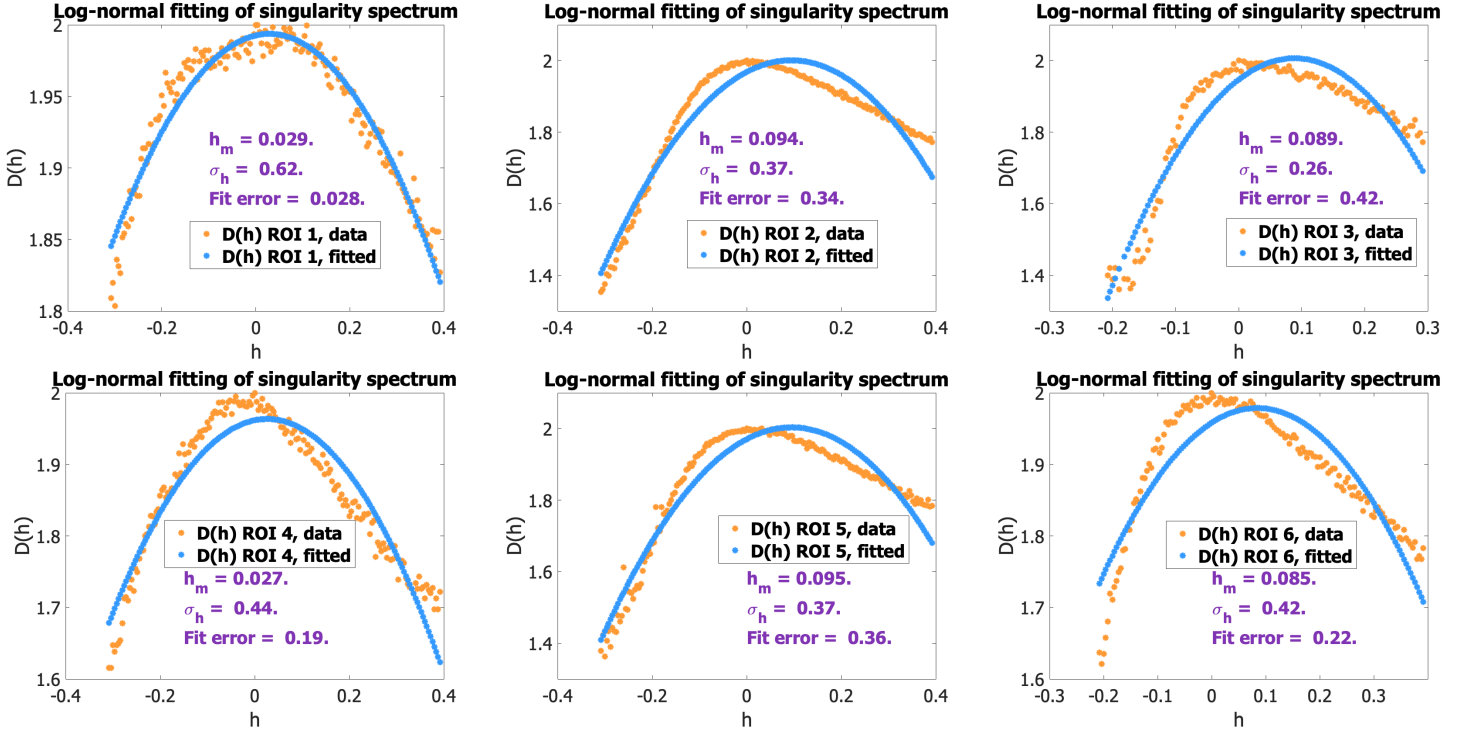 Log-normal fitting of singularity spectrum
2
1.95
1.9
1.85
1.8
D(h)
h_m = 0.029.
σ_h = 0.62.
Fit error = 0.028.
D(h) ROI 1, data
D(h) ROI 1, fitted
-0.4 -0.2 0 0.2 0.4
h
Log-normal fitting of singularity spectrum
2
1.8
1.6
1.4
D(h)
h_m = 0.094.
σ_h = 0.37.
Fit error = 0.34.
D(h) ROI 2, data
D(h) ROI 2, fitted
-0.4 -0.2 0 0.2 0.4
h
Log-normal fitting of singularity spectrum
2
1.8
1.6
1.4
D(h)
h_m = 0.089.
σ_h = 0.26.
Fit error = 0.42.
D(h) ROI 3, data
D(h) ROI 3, fitted
-0.3 -0.2 -0.1 0 0.1 0.2 0.3
h
Log-normal fitting of singularity spectrum
2
1.9
1.8
1.7
1.6
D(h)
D(h) ROI 4, data
D(h) ROI 4, fitted
h_m = 0.027.
σ_h = 0.44.
Fit error = 0.19.
-0.4 -0.2 0 0.2 0.4
h
Log-normal fitting of singularity spectrum
2
1.8
1.6
1.4
D(h)
D(h) ROI 5, data
D(h) ROI 5, fitted
h_m = 0.095.
σ_h = 0.37.
Fit error = 0.36.
-0.4 -0.2 0 0.2 0.4
h
Log-normal fitting of singularity spectrum
2
1.9
1.8
1.7
1.6
D(h)
D(h) ROI 6, data
D(h) ROI 6, fitted
h_m = 0.085.
σ_h = 0.42.
Fit error = 0.22.
-0.3 -0.2 -0.1 0 0.1 0.2 0.3
h